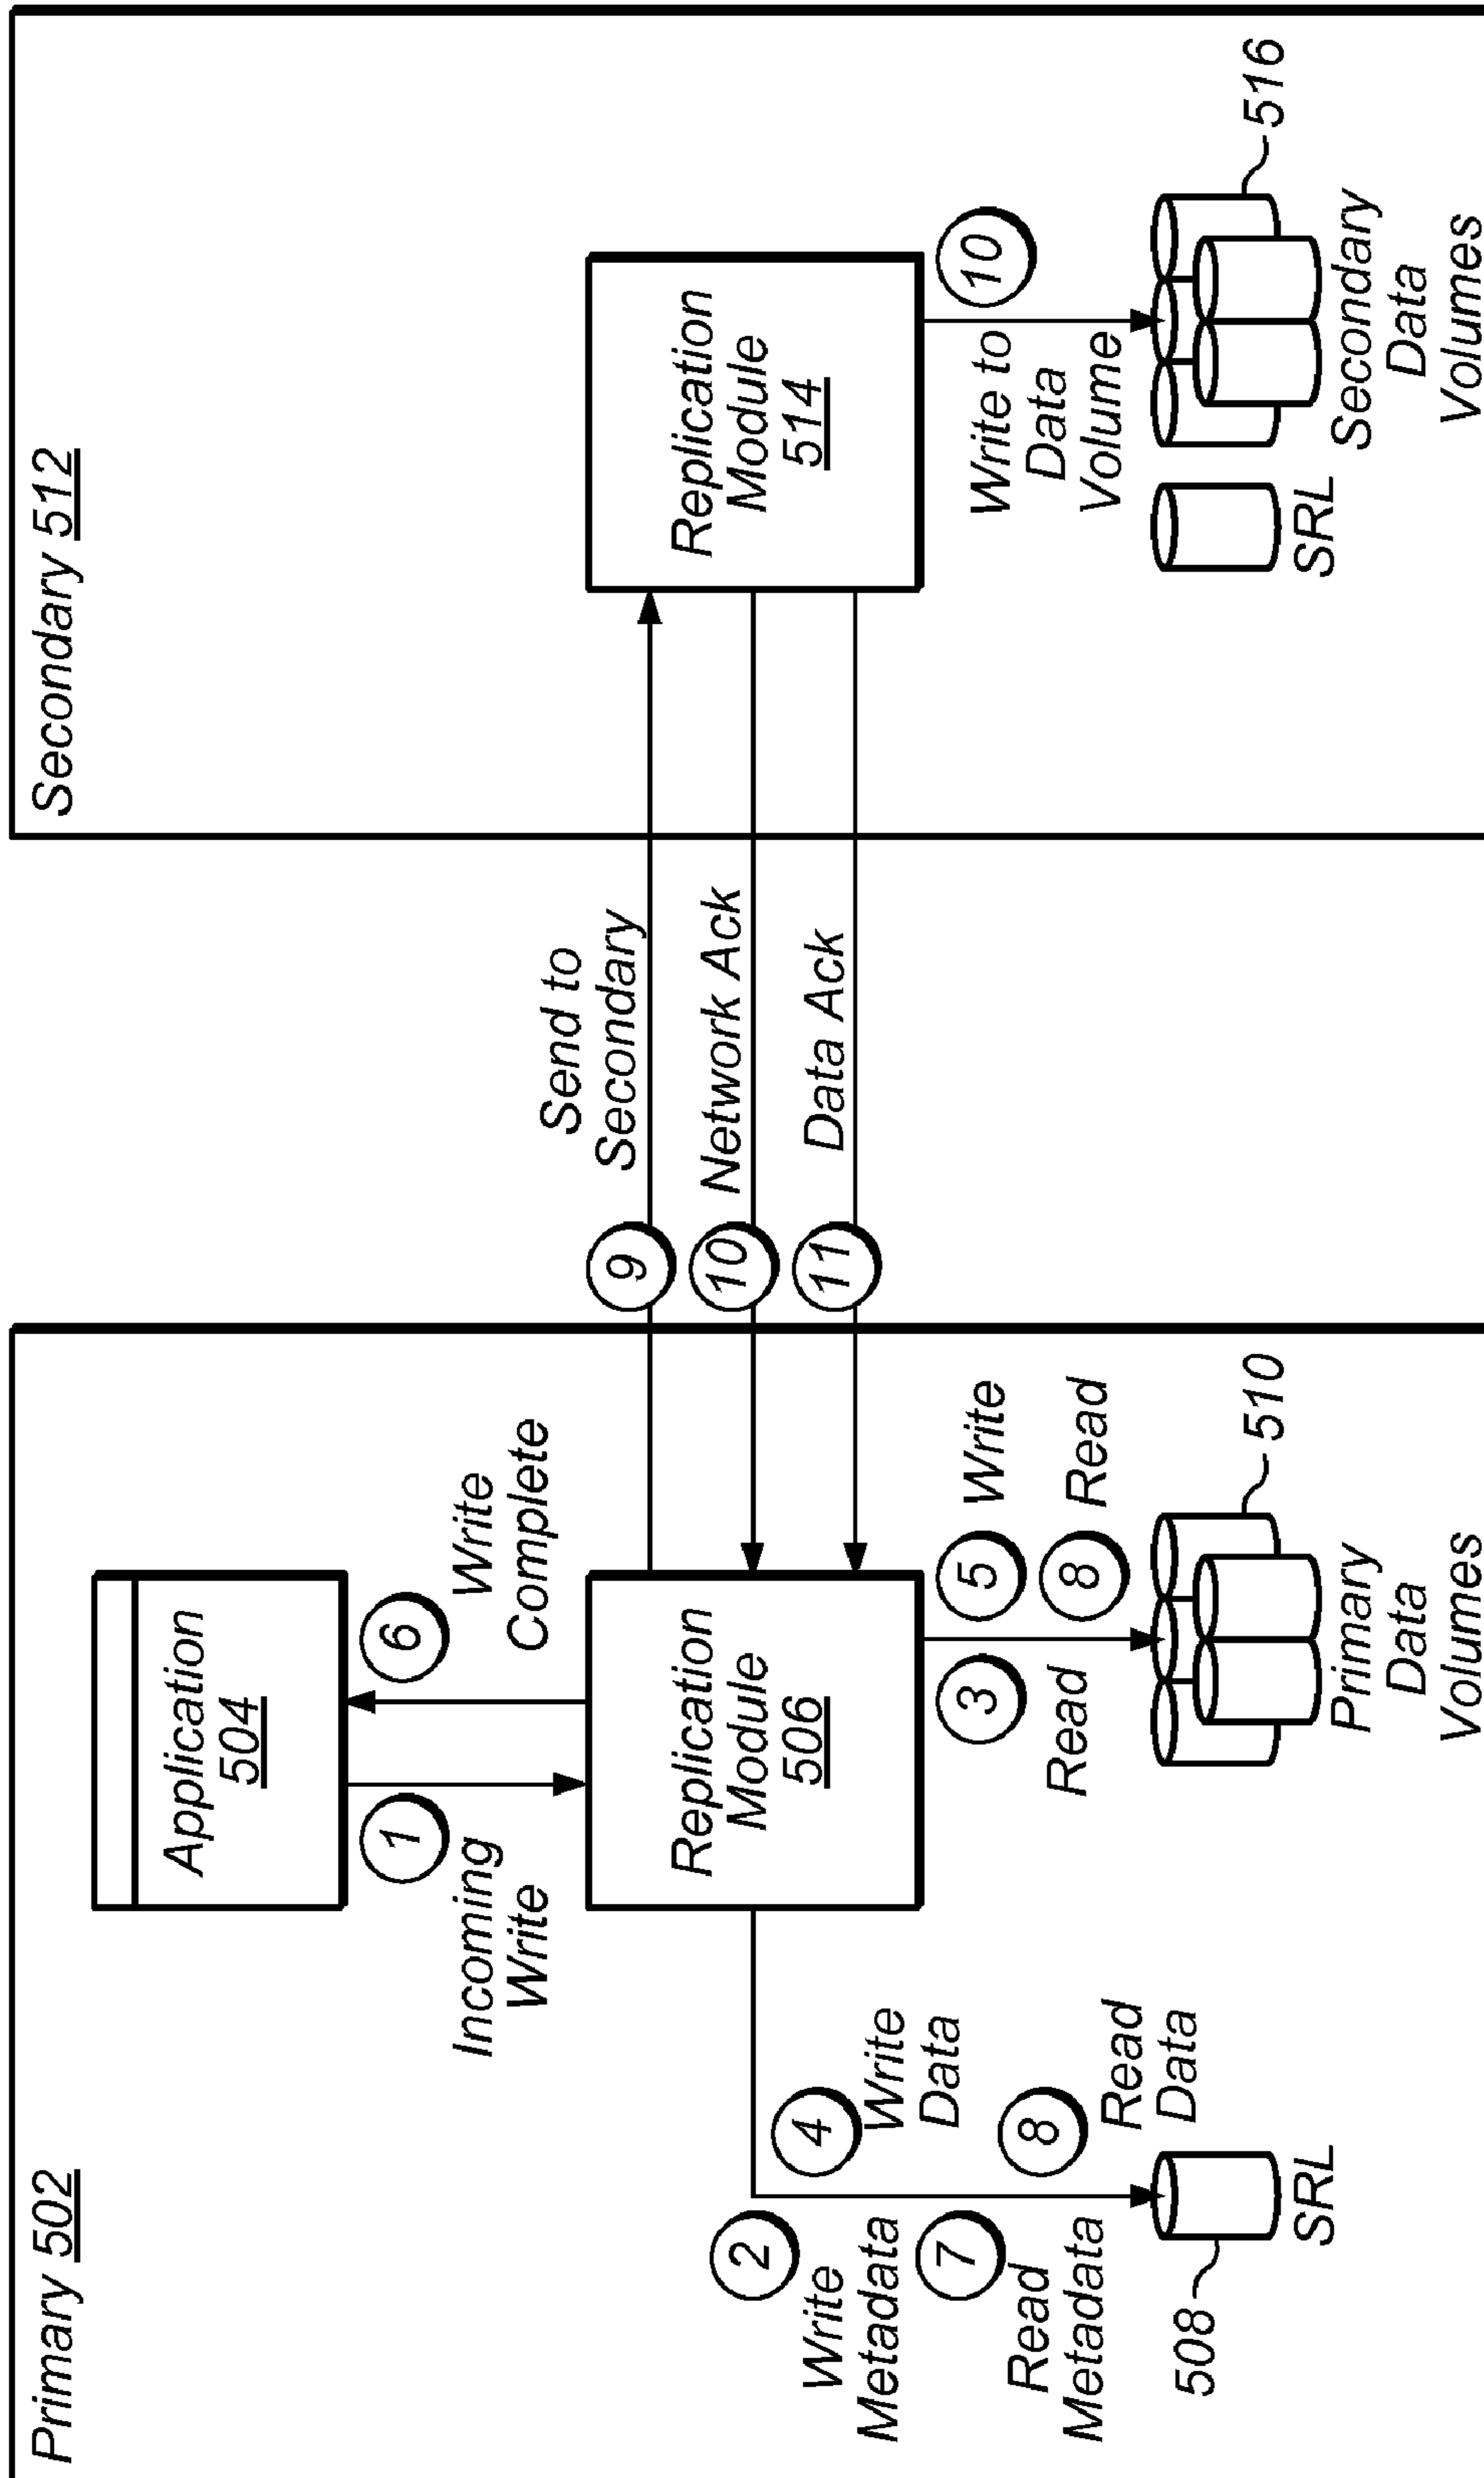 Primary 502
Application
504
1
Incoming
Write
6
Write
Complete
Replication
Module
506
2
Write
Metadata
4
Write
Data
7
Read
Metadata
8
Read
Data
508
SRL
3
Read
5
Write
8
Read
510
Primary
Data
Volumes
9
Send to
Secondary
10
Network Ack
11
Data Ack
Secondary 512
Replication
Module
514
10
Write to
Data
Volume
SRL
516
Secondary
Data
Volumes